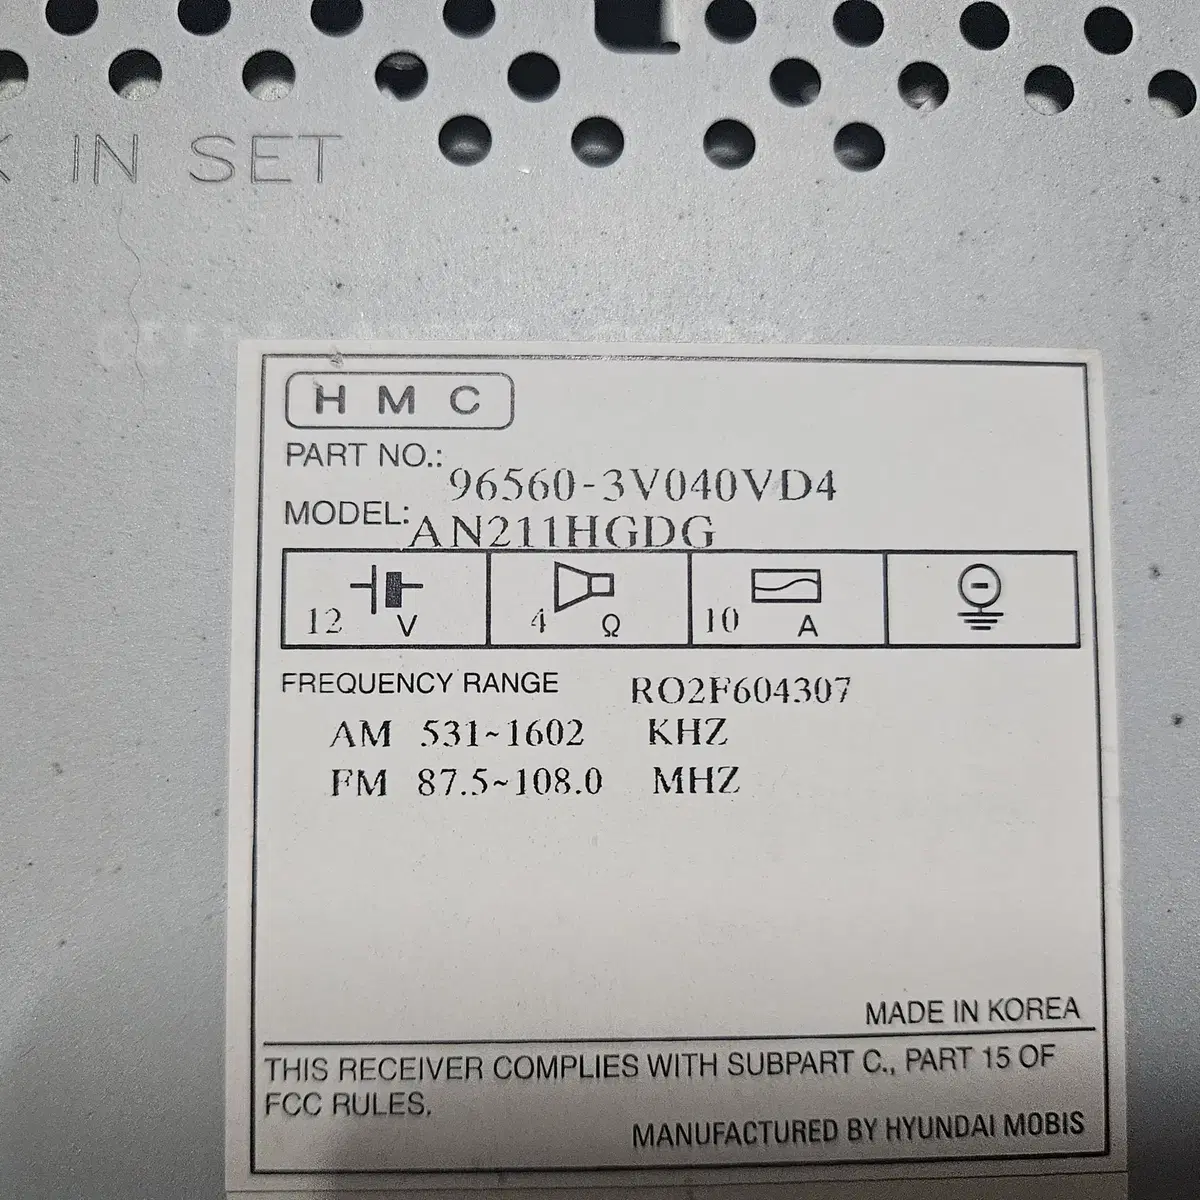 IN SET
HMC
PART NO.: 96560-3V040VD4
MODEL: AN211HGDG
12 V 4 Ω 10 A
FREQUENCY RANGE RO2F604307
AM 531~1602 KHZ
FM 87.5~108.0 MHZ
MADE IN KOREA
THIS RECEIVER COMPLIES WITH SUBPART C., PART 15 OF
FCC RULES.
MANUFACTURED BY HYUNDAI MOBIS